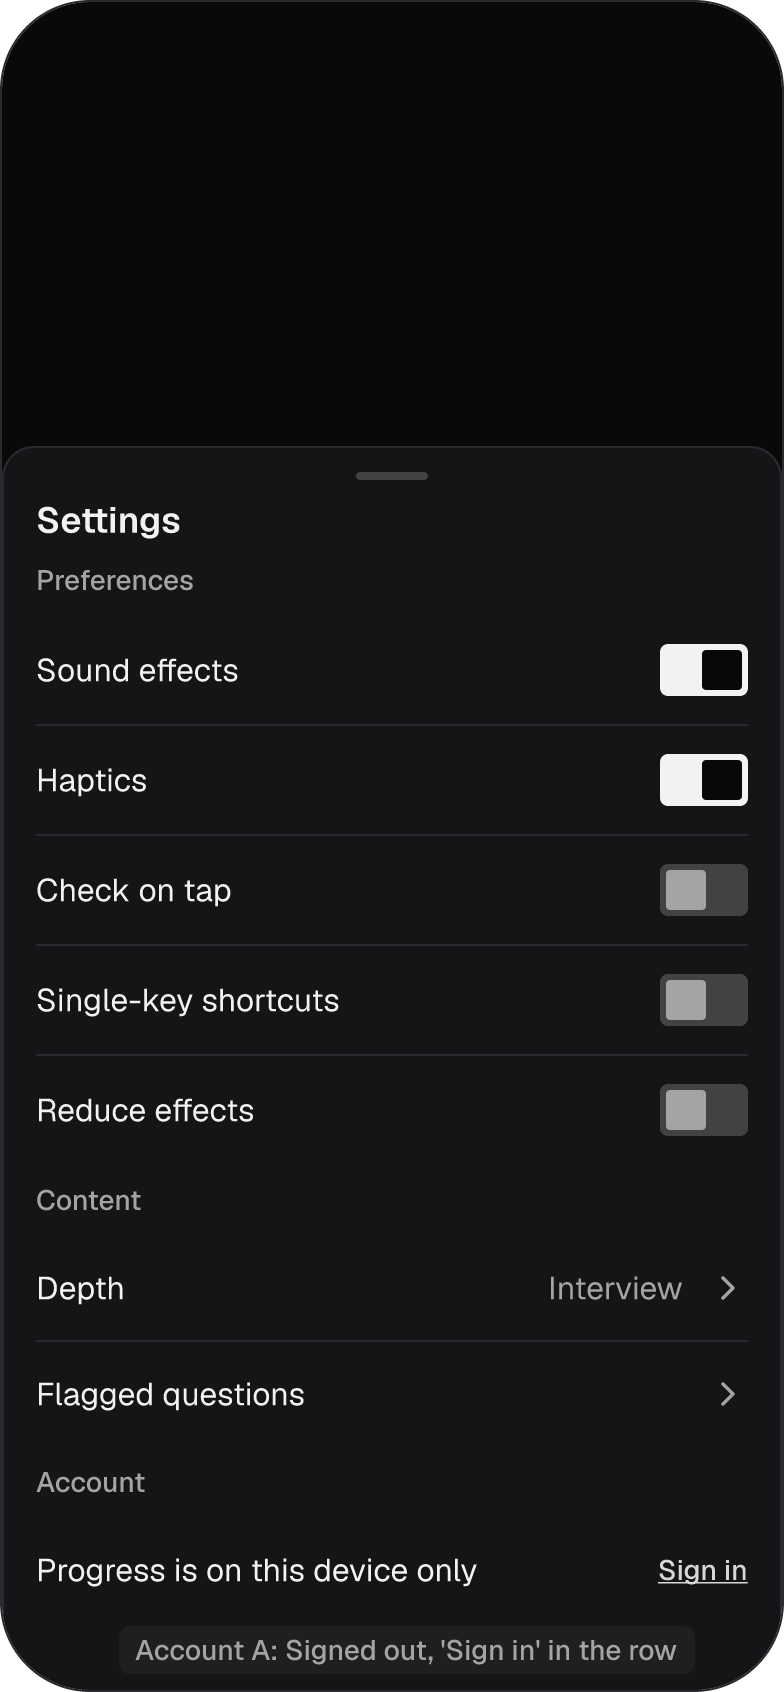 Settings
Preferences
Sound effects
Haptics
Check on tap
Single-key shortcuts
Reduce effects
Content
Depth Interview
Flagged questions
Account
Progress is on this device only Sign in
Account A: Signed out, 'Sign in' in the row